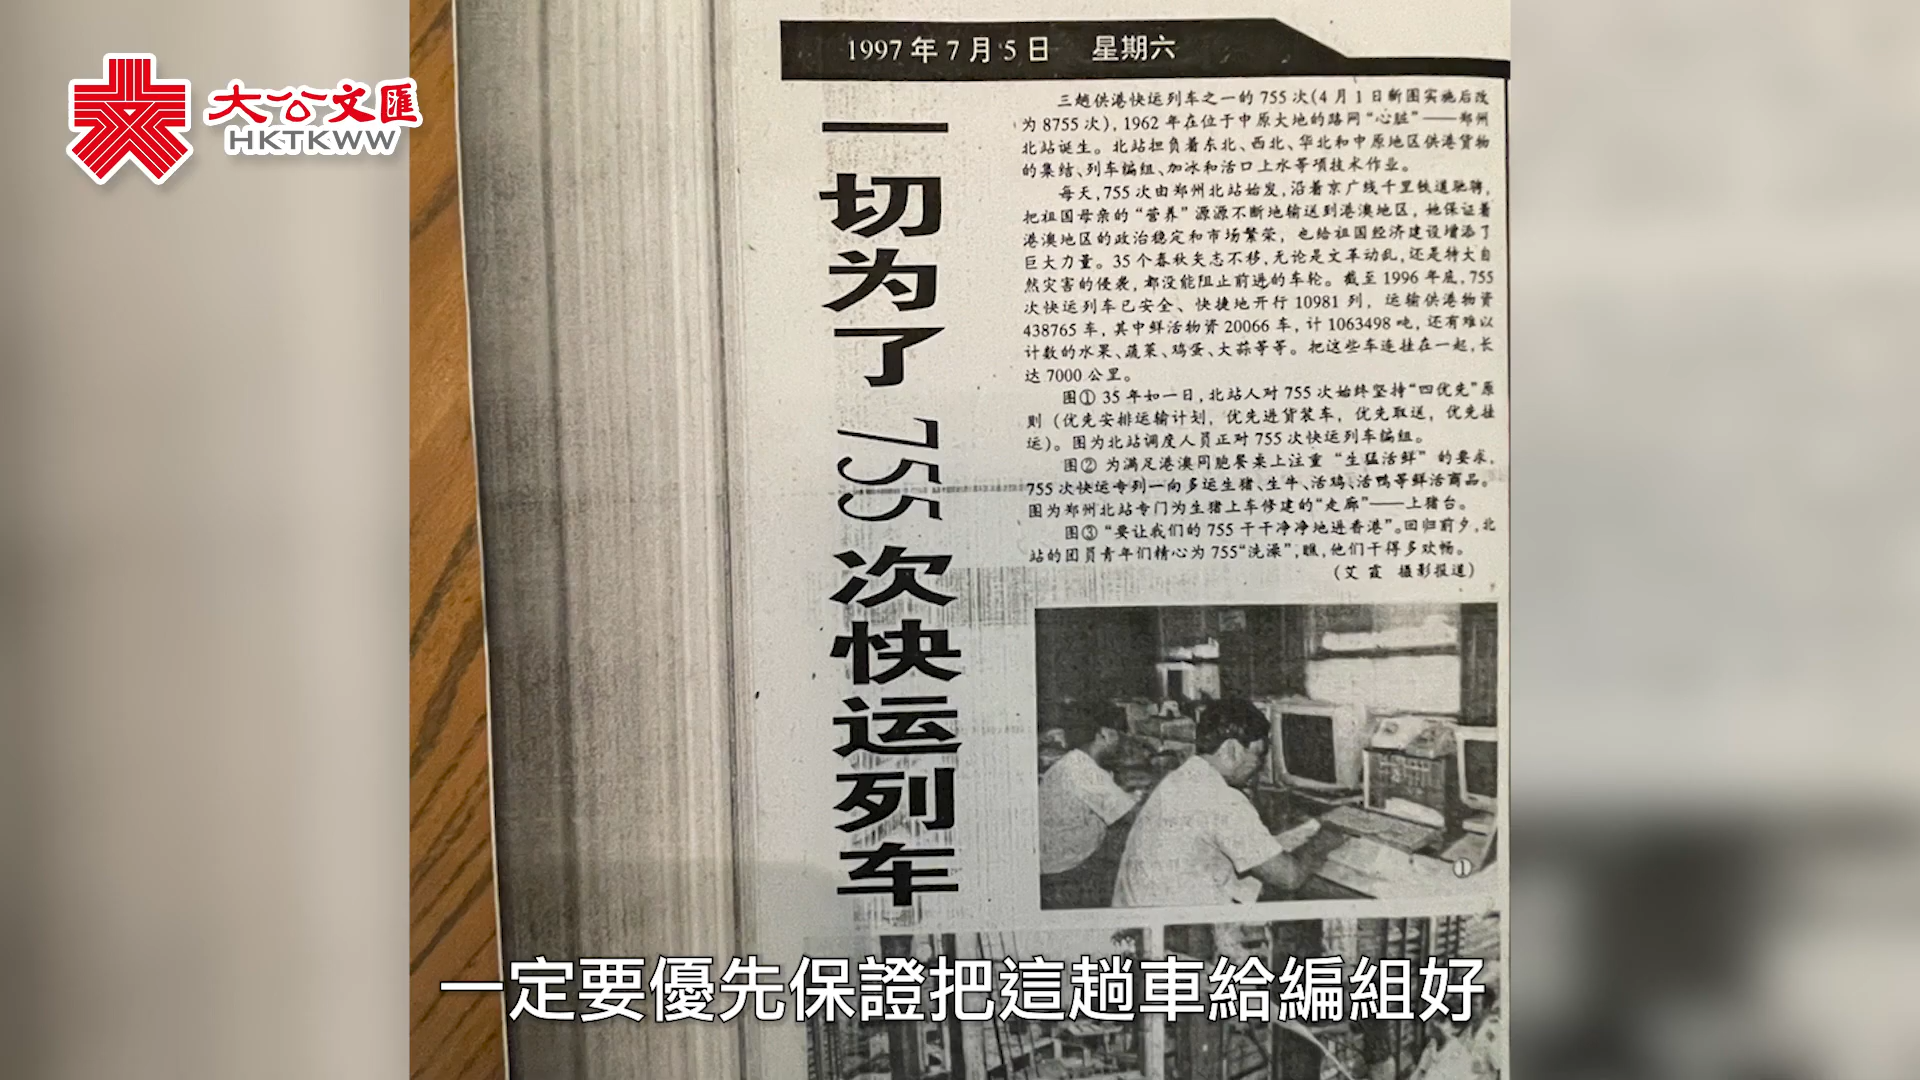 大公文匯
HKTKWW
1997年7月5日 星期六
一切为了755次快运列车
三趟供港快运列车之一的755次(4月1日新图实施后改
为8755次),1962年在位于中原大地的路网“心脏”——郑州
北站诞生。北站担负着东北、西北、华北和中原地区供港货物
的集结、列车编组、加冰和活口上水等项技术作业。
每天,755次由郑州北站始发,沿着京广线千里铁道驰骋,
把祖国母亲的“营养”源源不断地输送到港澳地区,她保证着
港澳地区的政治稳定和市场繁荣,也给祖国经济建设增添了
巨大力量。35个春秋矢志不移,无论是文革动乱,还是特大自
然灾害的侵袭,都没能阻止前进的车轮。截至1996年底,755
次快运列车已安全、快捷地开行10981列,运输供港物资
438765车,其中鲜活物资20066车,计1063498吨,还有难以
计数的水果、蔬菜、鸡蛋、大蒜等等。把这些车连挂在一起,长
达7000公里。
图① 35年如一日,北站人对755次始终坚持“四优先”原
则(优先安排运输计划,优先进货装车,优先取送,优先挂
运)。图为北站调度人员正对755次快运列车编组。
图② 为满足港澳同胞餐桌上注重“生猛活鲜”的要求,
755次快运专列一向多运生猪、生牛、活鸡、活鸭等鲜活商品。
图为郑州北站专门为生猪上车修建的“走廊”——上猪台。
图③“要让我们的755干干净净地进香港”。回归前夕,北
站的团员青年们精心为755“洗澡”,瞧,他们干得多欢畅。
(艾霞 摄影报道)
①
一定要優先保證把這趟車給編組好